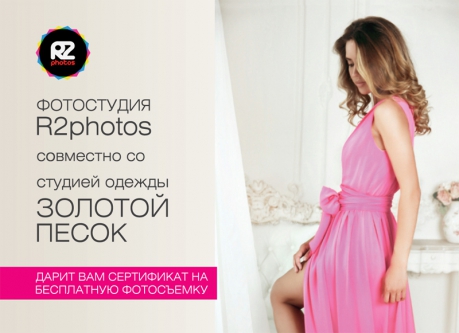 R2
photos
ФОТОСТУДИЯ
R2photos
совместно со
студией одежды
ЗОЛОТОЙ
ПЕСОК
ДАРИТ ВАМ СЕРТИФИКАТ НА
БЕСПЛАТНУЮ ФОТОСЪЕМКУ